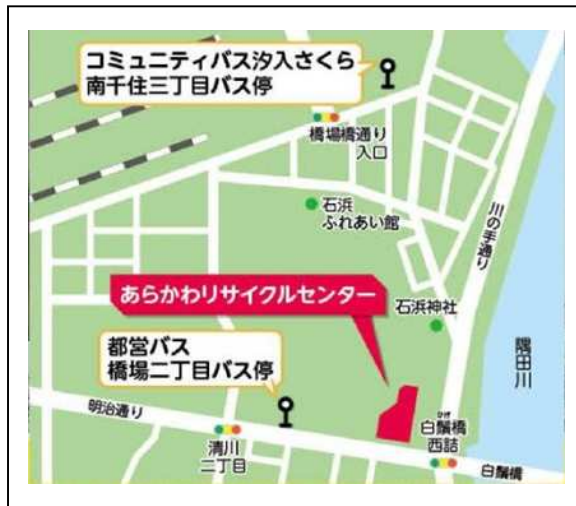 コミュニティバス汐入さくら
南千住三丁目バス停
橋場橋通り
入口
石浜
ふれあい館
川の手通り
あらかわリサイクルセンター
石浜神社
都営バス
橋場二丁目バス停
隅田川
明治通り
清川
二丁目
ひげ
白鬚橋
西詰
白鬚橋